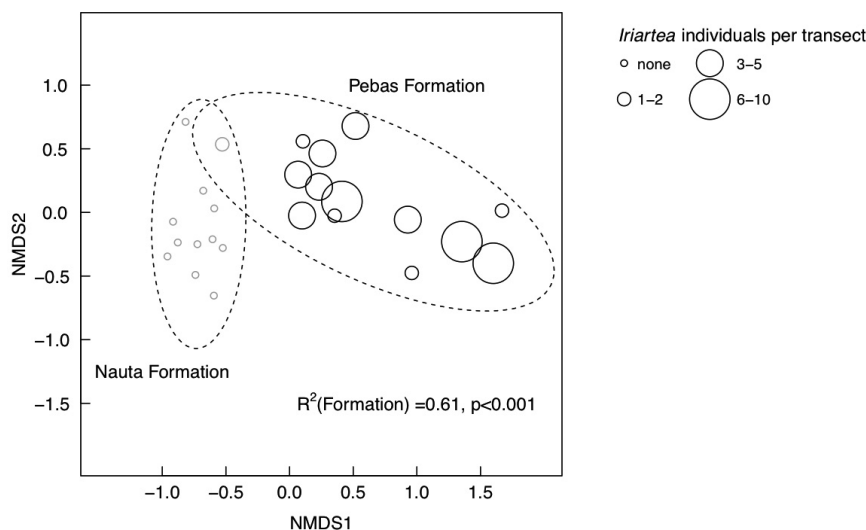 Iriartea individuals per transect
none
3–5
1–2
6–10
Pebas Formation
Nauta Formation
R2(Formation) =0.61, p<0.001
NMDS2
1.0
0.5
0.0
−0.5
−1.0
−1.5
−1.0
−0.5
0.0
0.5
1.0
1.5
NMDS1